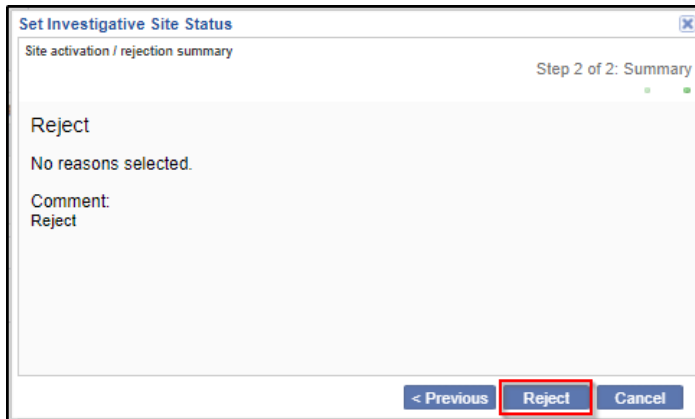 Set Investigative Site Status
Site activation / rejection summary
Step 2 of 2: Summary
Reject
No reasons selected.
Comment:
Reject
< Previous Reject Cancel